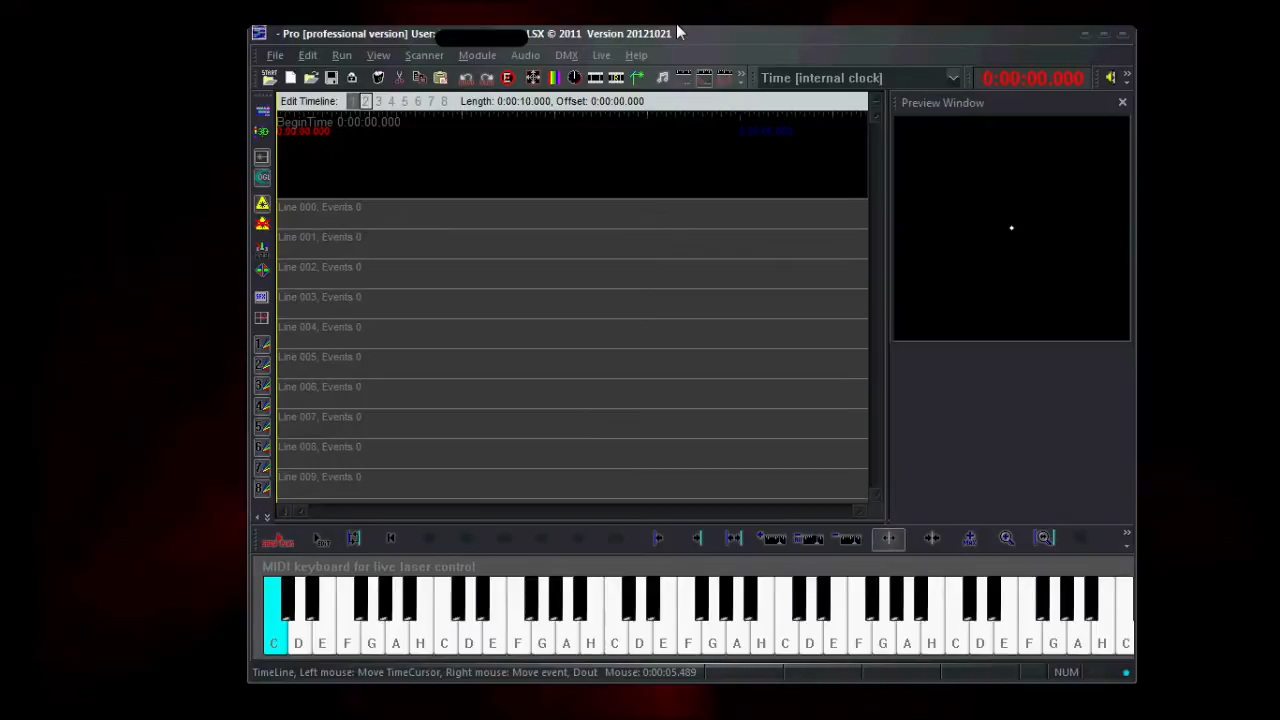 - Pro [professional version] User: LSX © 2011 Version 20121021
File Edit Run View Scanner Module Audio DMX Live Help
Time [internal clock] 0:00:00.000
Edit Timeline: 1 2 3 4 5 6 7 8 Length: 0:00:10.000, Offset: 0:00:00.000
Preview Window
BeginTime 0:00:00.000
0:00:00.000
Line 000, Events 0
Line 001, Events 0
Line 002, Events 0
Line 003, Events 0
Line 004, Events 0
Line 005, Events 0
Line 006, Events 0
Line 007, Events 0
Line 008, Events 0
Line 009, Events 0
MIDI keyboard for live laser control
C D E F G A H C D E F G A H C D E F G A H C D E F G A H C D E F G A H C
TimeLine, Left mouse: Move TimeCursor, Right mouse: Move event, Dout Mouse: 0:00:05.489 NUM